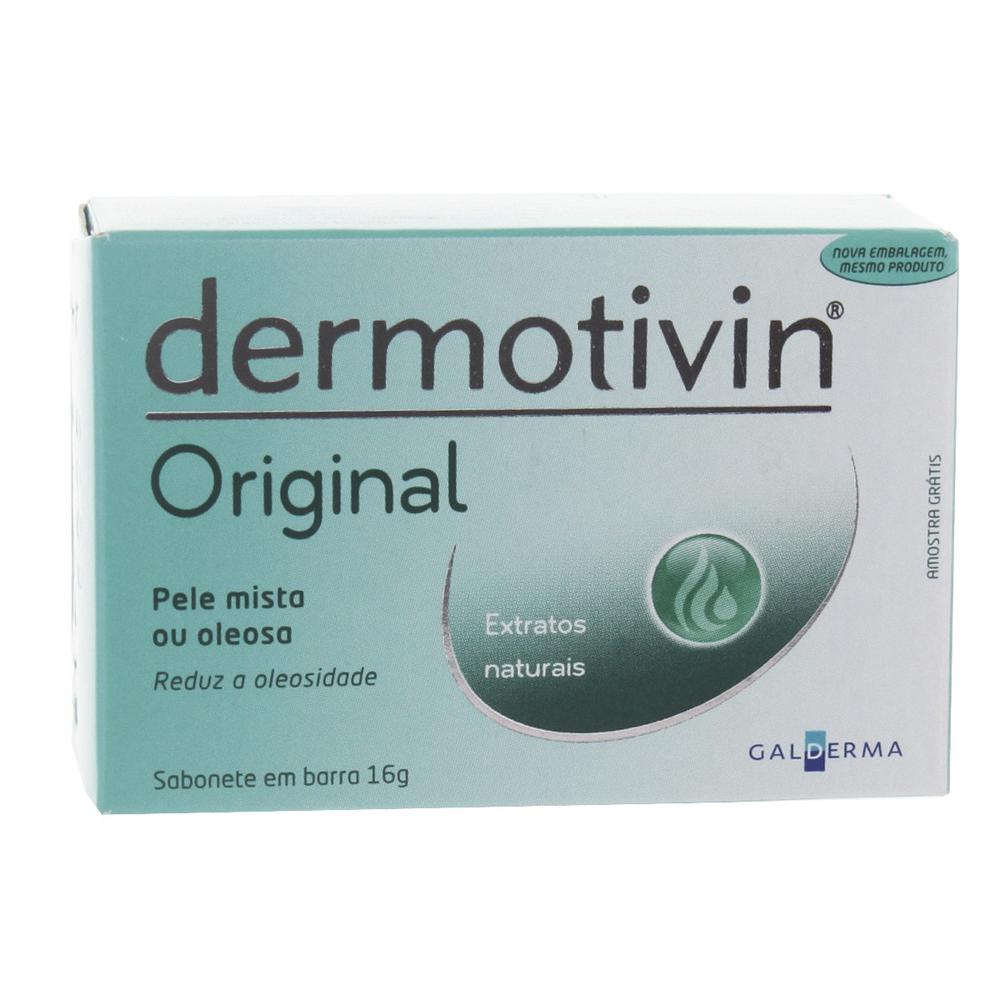 NOVA EMBALAGEM,
MESMO PRODUTO
dermotivin®
Original
Pele mista
ou oleosa
Reduz a oleosidade
Extratos
naturais
AMOSTRA GRÁTIS
GALDERMA
Sabonete em barra 16g